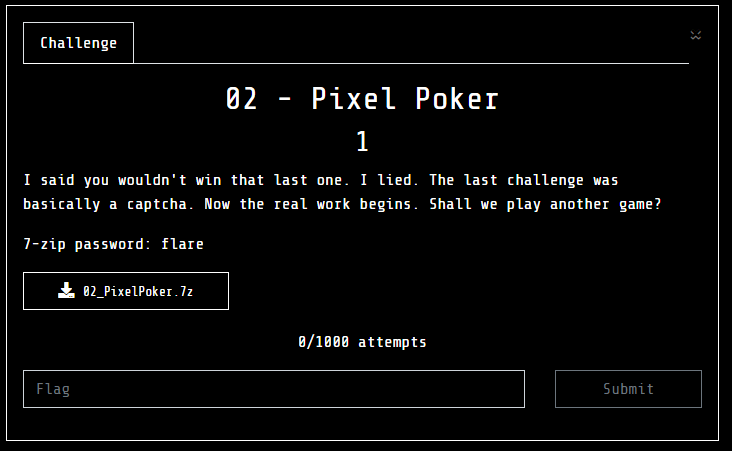 Challenge
02 - Pixel Poker
1
I said you wouldn't win that last one. I lied. The last challenge was
basically a captcha. Now the real work begins. Shall we play another game?
7-zip password: flare
02_PixelPoker.7z
0/1000 attempts
Flag
Submit